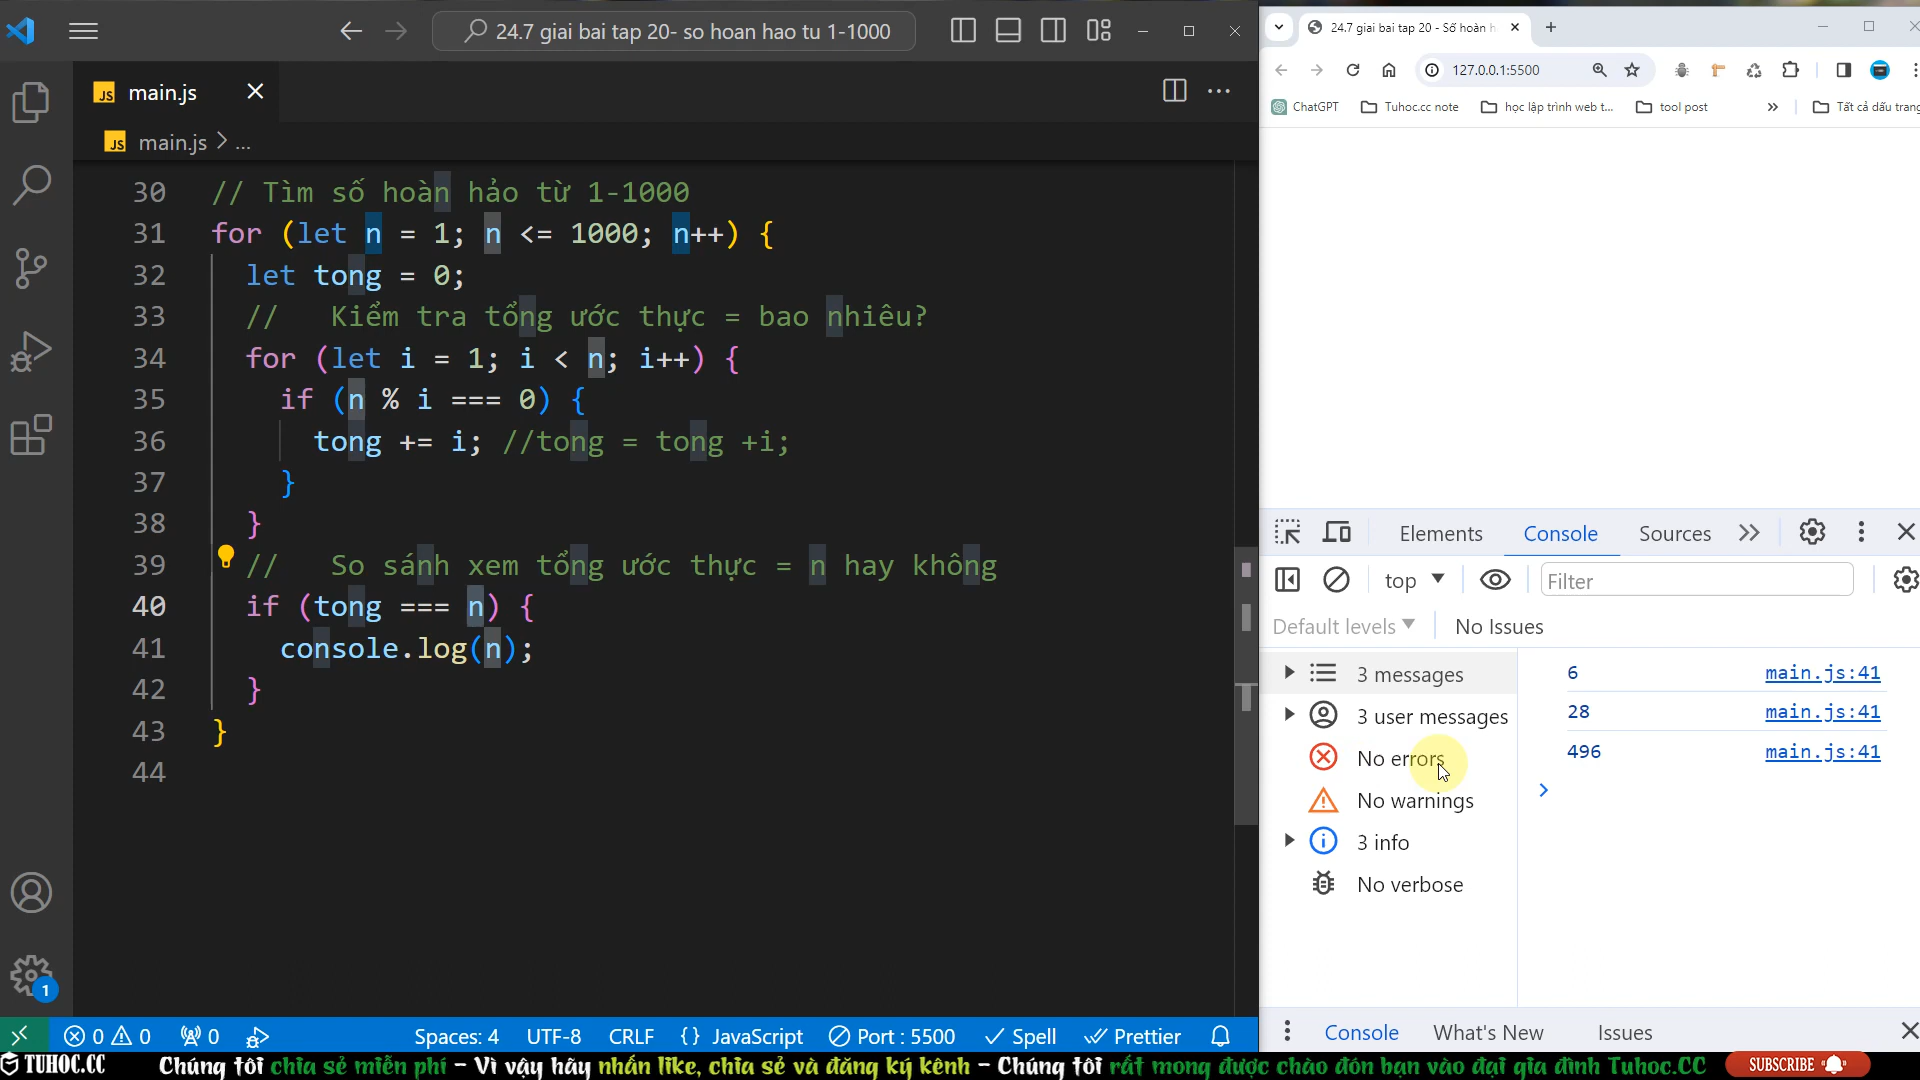 24.7 giai bai tap 20- so hoan hao tu 1-1000
main.js
main.js > ...
30 // Tìm số hoàn hảo từ 1-1000
31 for (let n = 1; n <= 1000; n++) {
32 let tong = 0;
33 // Kiểm tra tổng ước thực = bao nhiêu?
34 for (let i = 1; i < n; i++) {
35 if (n % i === 0) {
36 tong += i; //tong = tong +i;
37 }
38 }
39 // So sánh xem tổng ước thực = n hay không
40 if (tong === n) {
41 console.log(n);
42 }
43 }
44
1
0 0 0 Spaces: 4 UTF-8 CRLF {} JavaScript Port : 5500 Spell Prettier
24.7 giải bài tập 20 - Số hoàn h
127.0.0.1:5500
ChatGPT Tuhoc.cc note học lập trình web t... tool post » Tất cả dấu trang
Elements Console Sources
top Filter
Default levels No Issues
3 messages
3 user messages
No errors
No warnings
3 info
No verbose
6 main.js:41
28 main.js:41
496 main.js:41
Console What's New Issues
TUHOC.CC Chúng tôi chia sẻ miễn phí - Vì vậy hãy nhấn like, chia sẻ và đăng ký kênh - Chúng tôi rất mong được chào đón bạn vào đại gia đình Tuhoc.CC SUBSCRIBE